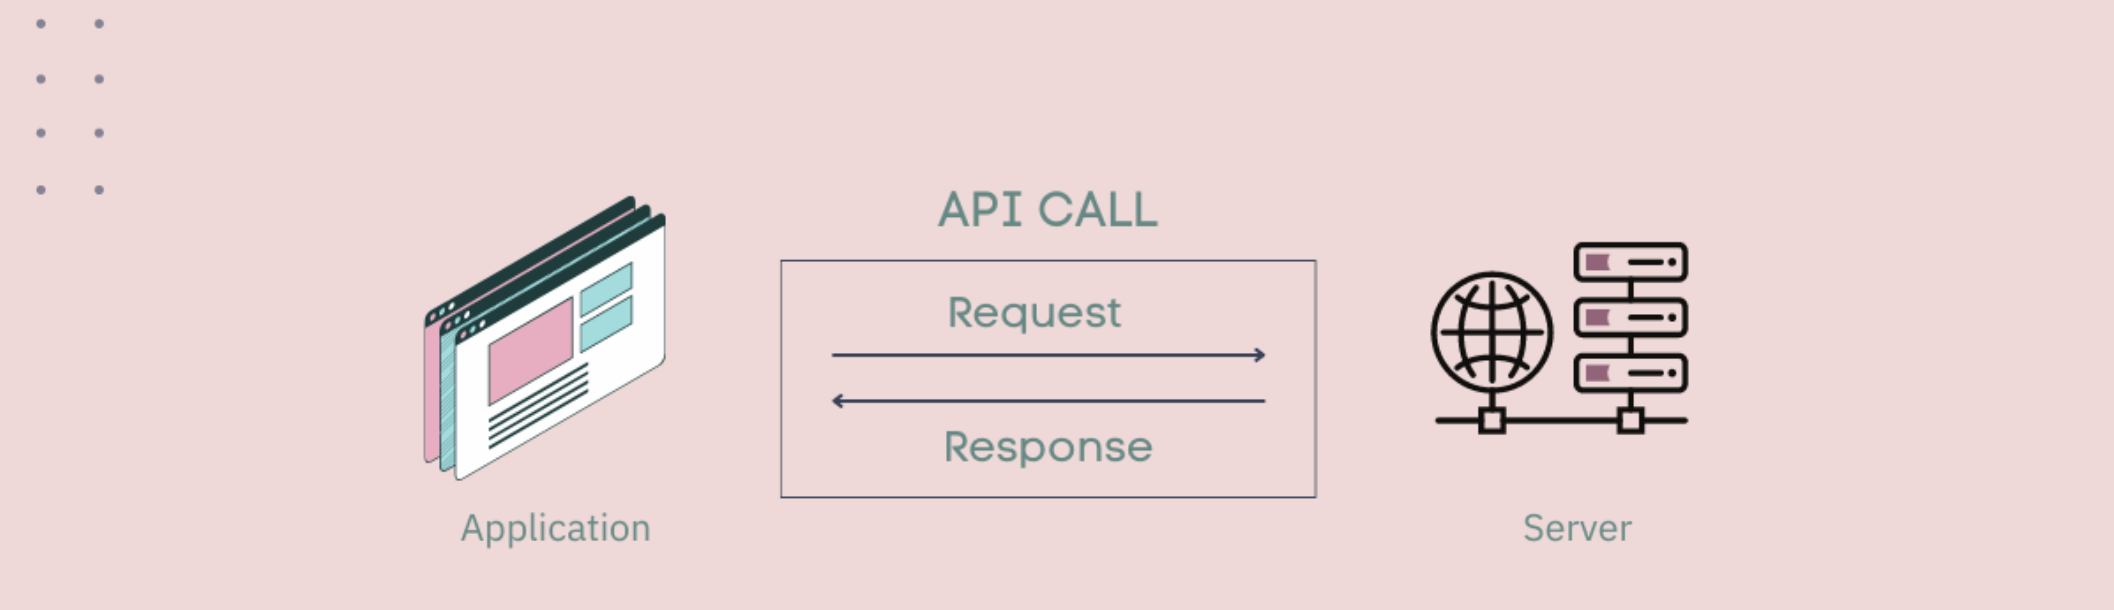 API CALL
Request
Response
Application
Server